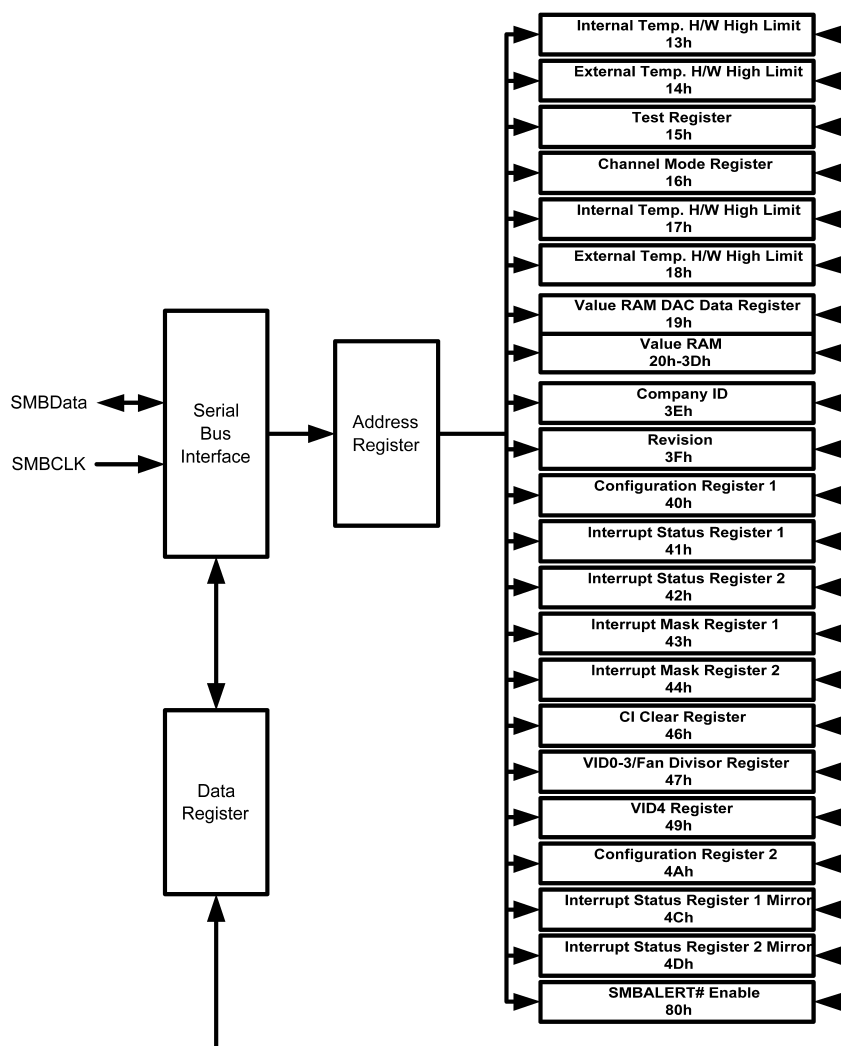 SMBData
SMBCLK
Serial
Bus
Interface
Address
Register
Data
Register
Internal Temp. H/W High Limit
13h
External Temp. H/W High Limit
14h
Test Register
15h
Channel Mode Register
16h
Internal Temp. H/W High Limit
17h
External Temp. H/W High Limit
18h
Value RAM DAC Data Register
19h
Value RAM
20h-3Dh
Company ID
3Eh
Revision
3Fh
Configuration Register 1
40h
Interrupt Status Register 1
41h
Interrupt Status Register 2
42h
Interrupt Mask Register 1
43h
Interrupt Mask Register 2
44h
CI Clear Register
46h
VID0-3/Fan Divisor Register
47h
VID4 Register
49h
Configuration Register 2
4Ah
Interrupt Status Register 1 Mirror
4Ch
Interrupt Status Register 2 Mirror
4Dh
SMBALERT# Enable
80h